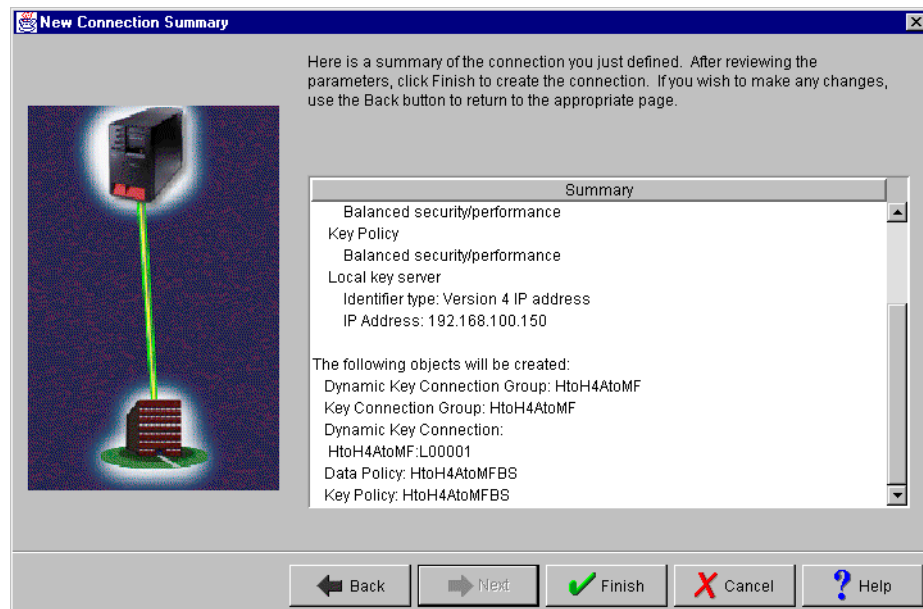 New Connection Summary
Here is a summary of the connection you just defined. After reviewing the
parameters, click Finish to create the connection. If you wish to make any changes,
use the Back button to return to the appropriate page.
Summary
Balanced security/performance
Key Policy
Balanced security/performance
Local key server
Identifier type: Version 4 IP address
IP Address: 192.168.100.150
The following objects will be created:
Dynamic Key Connection Group: HtoH4AtoMF
Key Connection Group: HtoH4AtoMF
Dynamic Key Connection:
HtoH4AtoMF:L00001
Data Policy: HtoH4AtoMFBS
Key Policy: HtoH4AtoMFBS
Back
Next
Finish
Cancel
Help